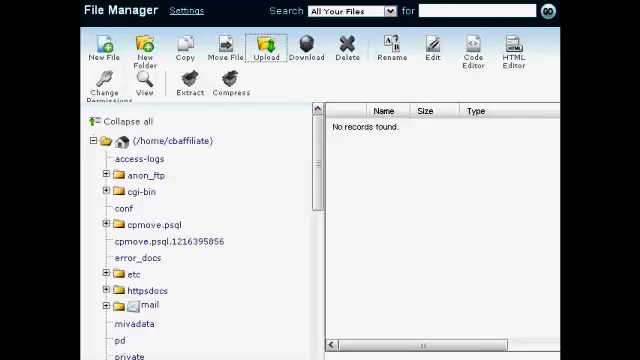 File Manager Settings Search All Your Files for GO
New File New Folder Copy Move File Upload Download Delete Rename Edit Code Editor HTML Editor
Change Permissions View Extract Compress
Collapse all
(/home/cbaffiliate)
access-logs
anon_ftp
cgi-bin
conf
cpmove.psql
cpmove.psql.1216395856
error_docs
etc
httpsdocs
mail
mivadata
pd
private
Name Size Type
No records found.